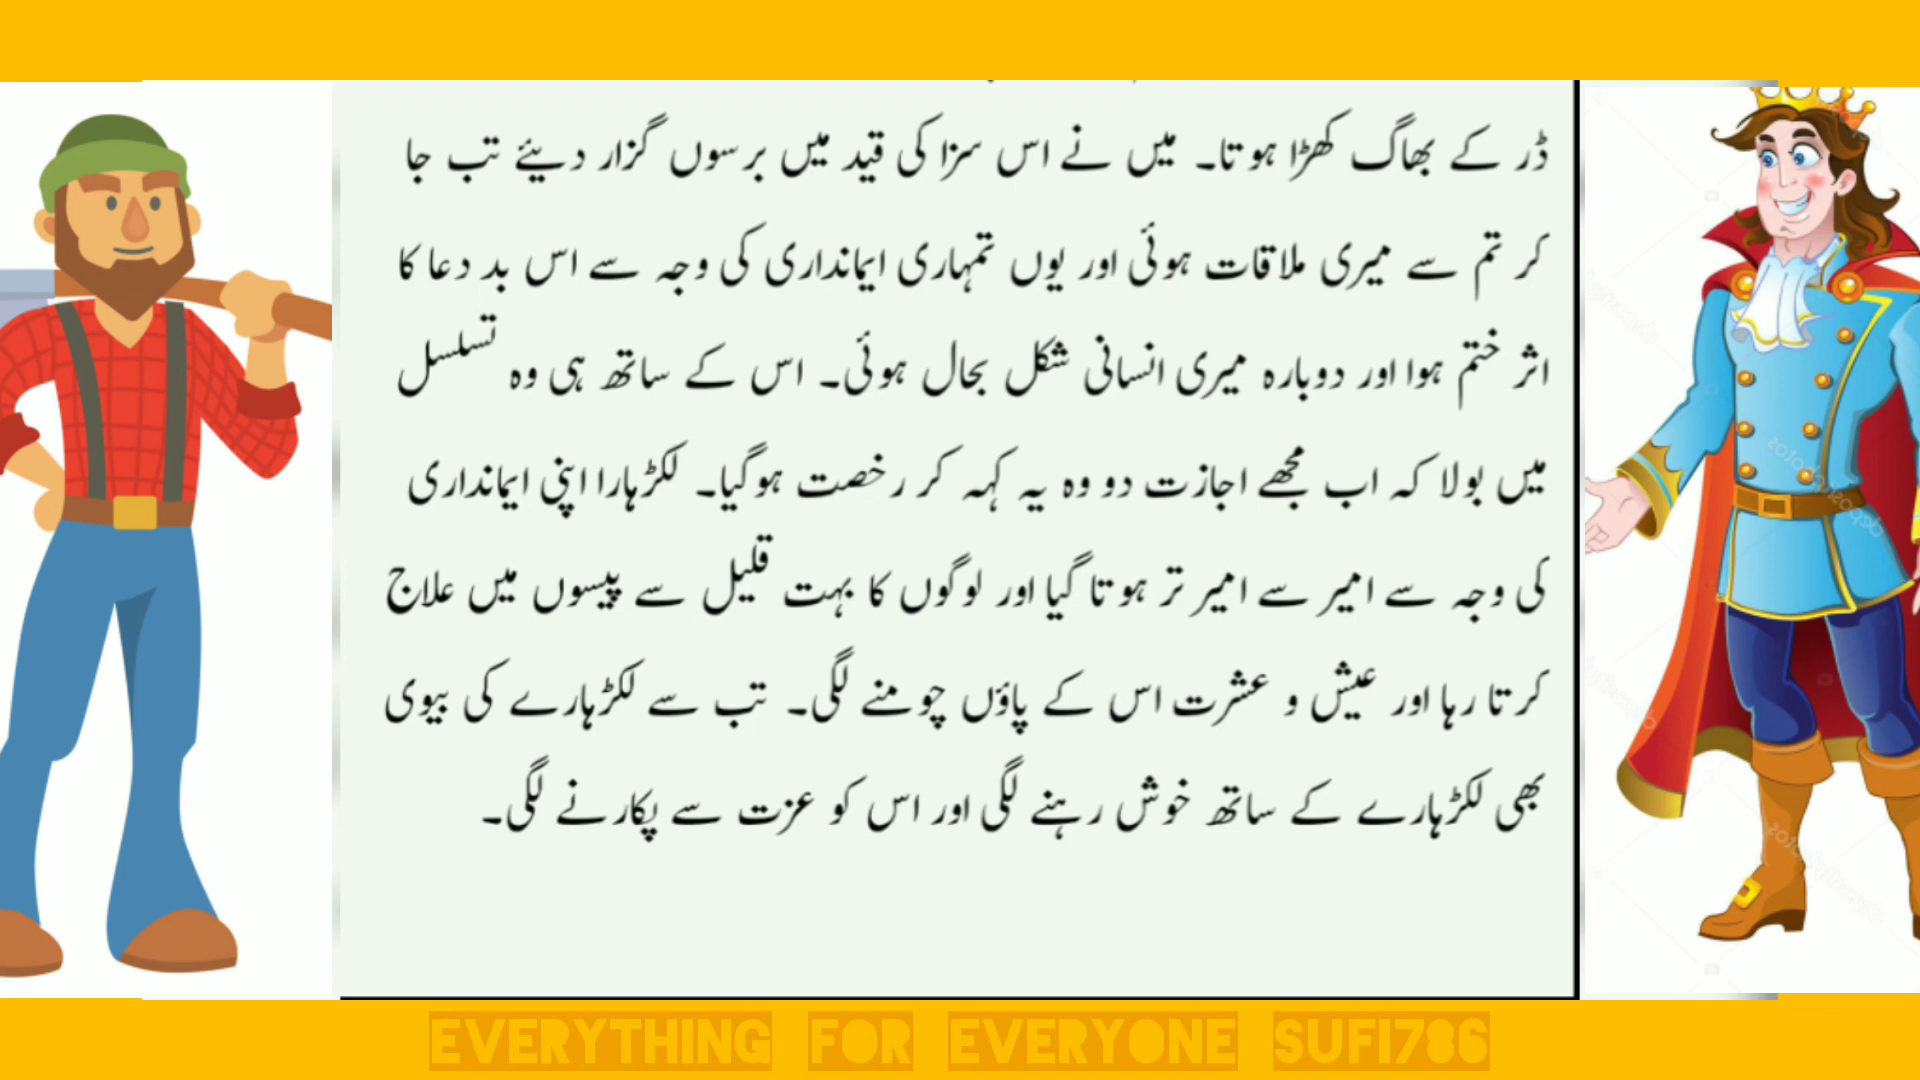 ڈر کے بھاگ کھڑا ہوتا۔ میں نے اس سزا کی قید میں برسوں گزار دیئے تب جا
کر تم سے میری ملاقات ہوئی اور یوں تمہاری ایمانداری کی وجہ سے اس بد دعا کا
اثر ختم ہوا اور دوبارہ میری انسانی شکل بحال ہوئی۔ اس کے ساتھ ہی وہ تسلسل
میں بولا کہ اب مجھے اجازت دو وہ یہ کہہ کر رخصت ہوگیا۔ لکڑہارا اپنی ایمانداری
کی وجہ سے امیر سے امیر تر ہوتا گیا اور لوگوں کا بہت قلیل سے پیسوں میں علاج
کرتا رہا اور عیش و عشرت اس کے پاؤں چومنے لگی۔ تب سے لکڑہارے کی بیوی
بھی لکڑہارے کے ساتھ خوش رہنے لگی اور اس کو عزت سے پکارنے لگی۔
EVERYTHING FOR EVERYONE SUFI786